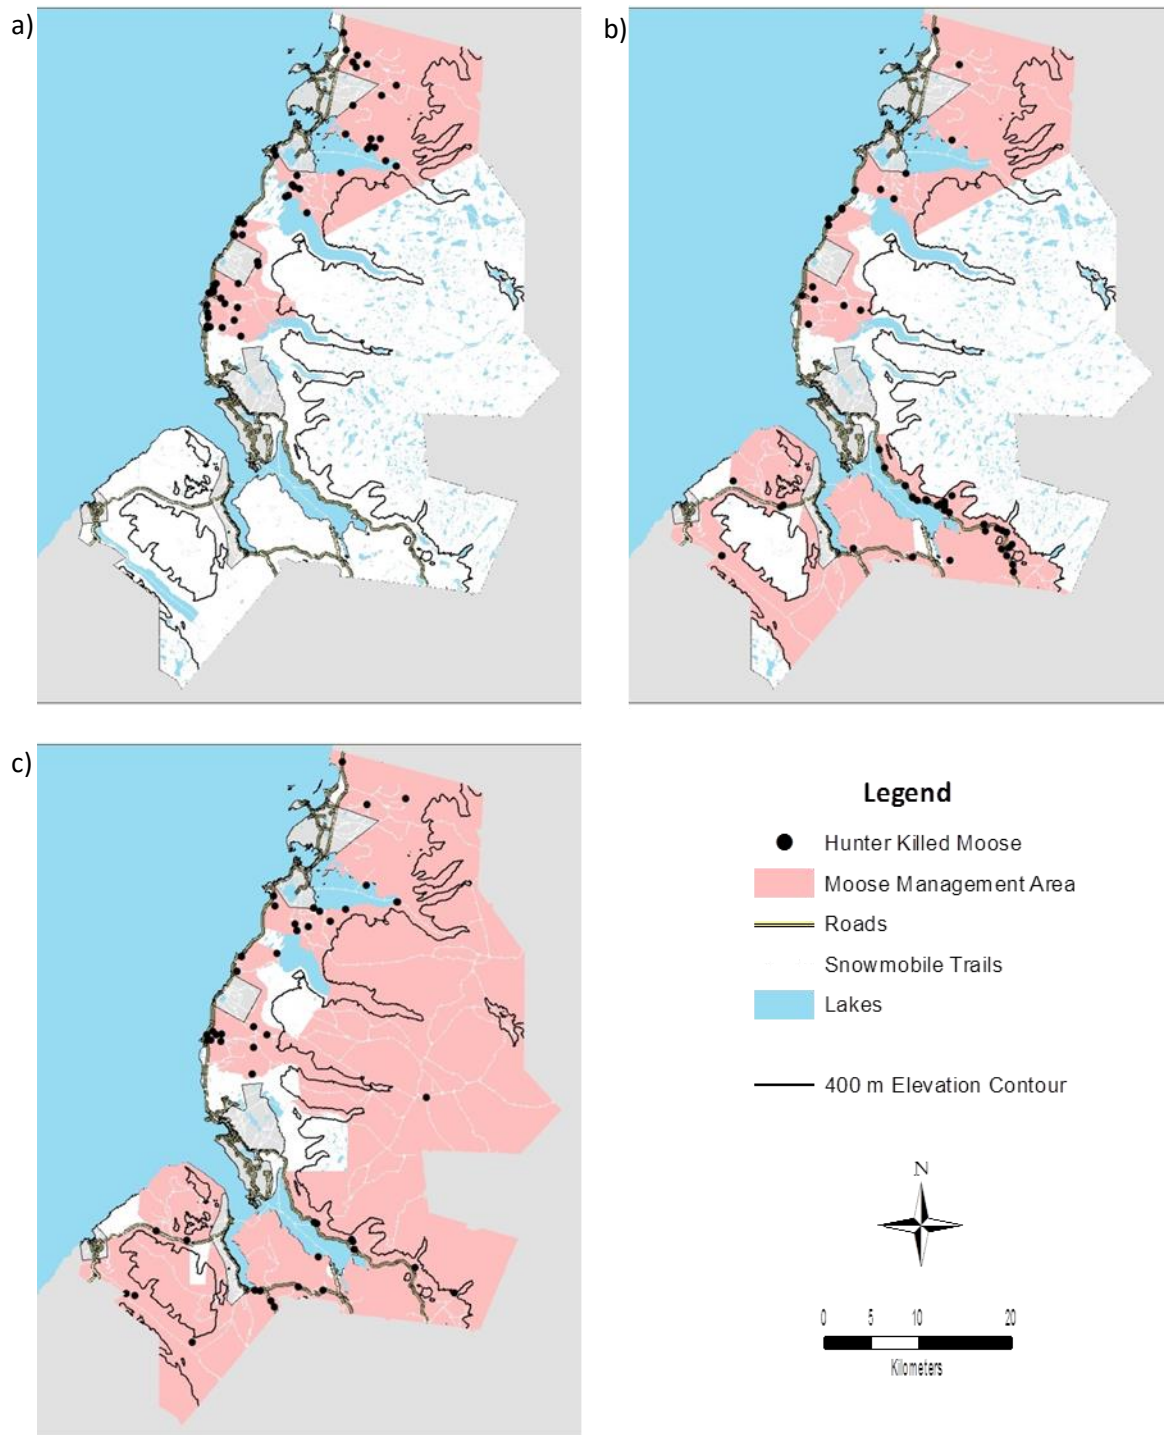 a)
b)
c)
Legend
Hunter Killed Moose
Moose Management Area
Roads
Snowmobile Trails
Lakes
400 m Elevation Contour
N
0 5 10 20
Kilometers